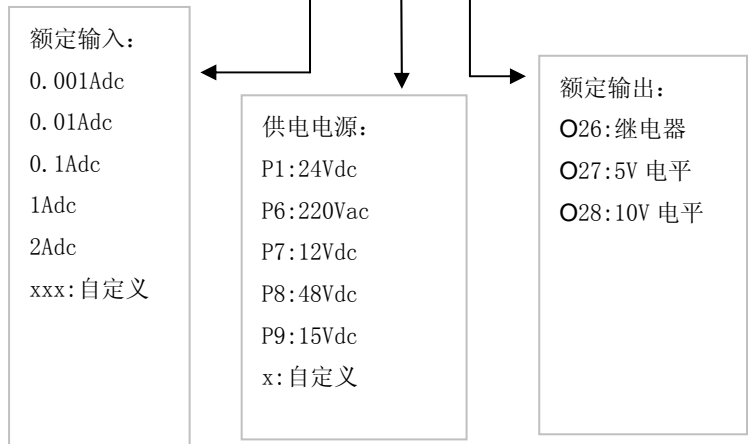 额定输入：
0.001Adc
0.01Adc
0.1Adc
1Adc
2Adc
xxx:自定义
供电电源：
P1:24Vdc
P6:220Vac
P7:12Vdc
P8:48Vdc
P9:15Vdc
x:自定义
额定输出：
O26:继电器
O27:5V 电平
O28:10V 电平